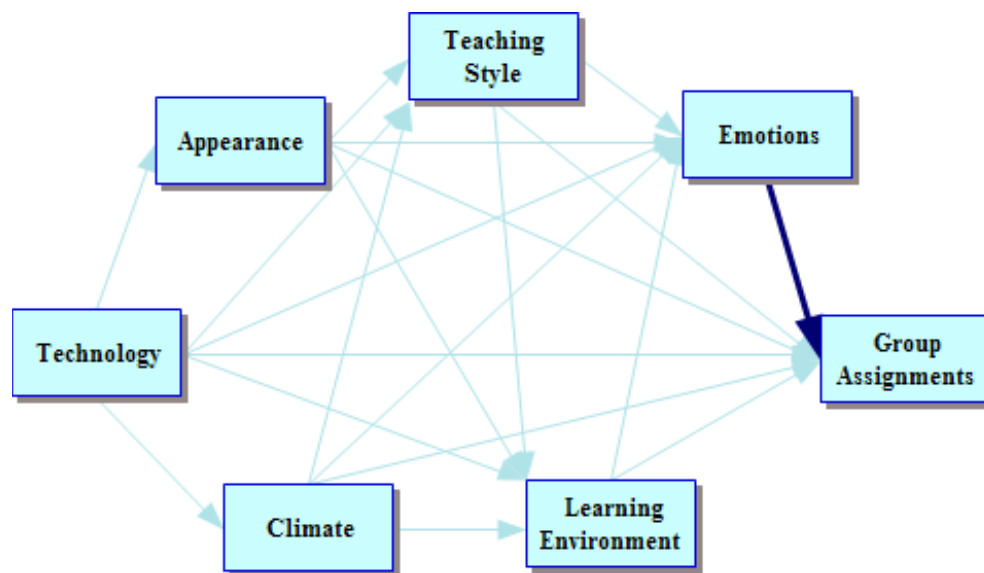 Teaching
Style
Appearance
Emotions
Technology
Group
Assignments
Climate
Learning
Environment